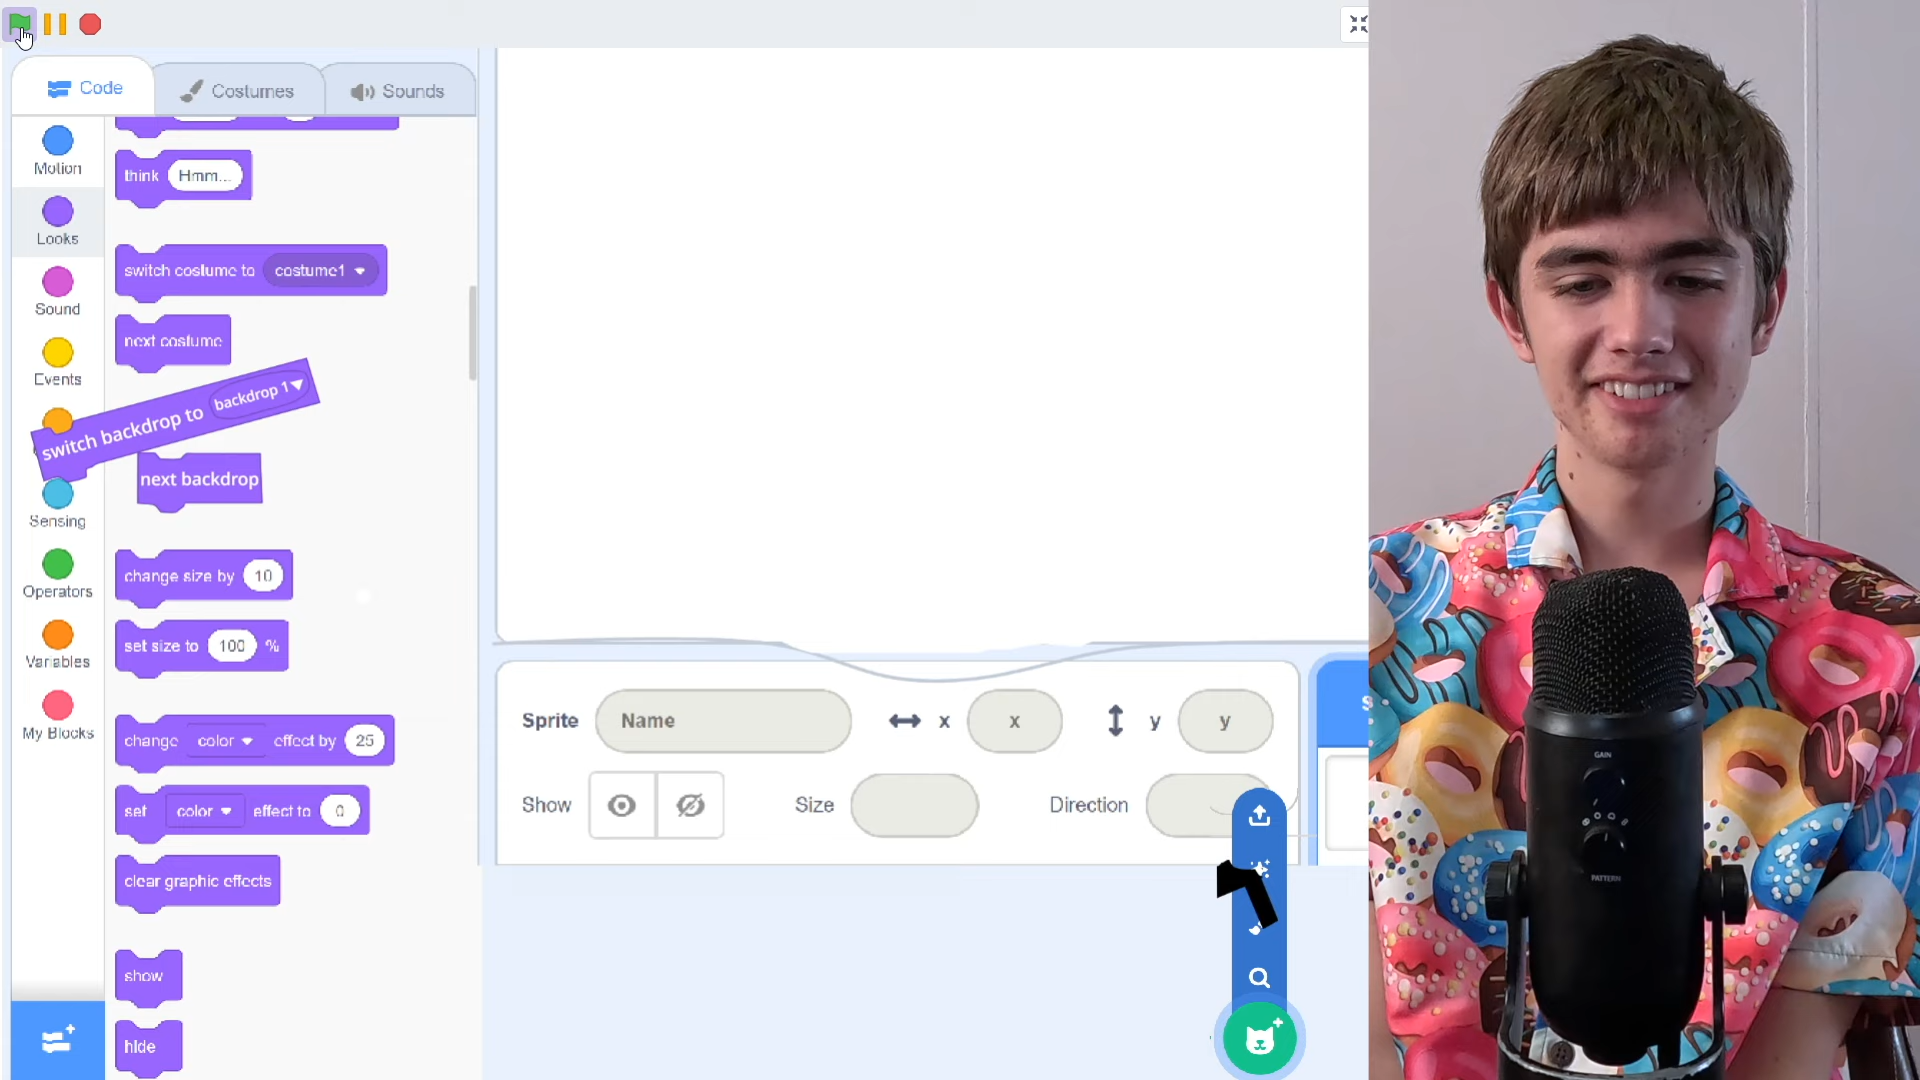 Code
Costumes
Sounds
Motion
Looks
Sound
Events
Sensing
Operators
Variables
My Blocks
think Hmm...
switch costume to costume1
next costume
switch backdrop to backdrop 1
next backdrop
change size by 10
set size to 100 %
change color effect by 25
set color effect to 0
clear graphic effects
show
hide
Sprite Name x x y y
Show Size Direction
GAIN
PATTERN